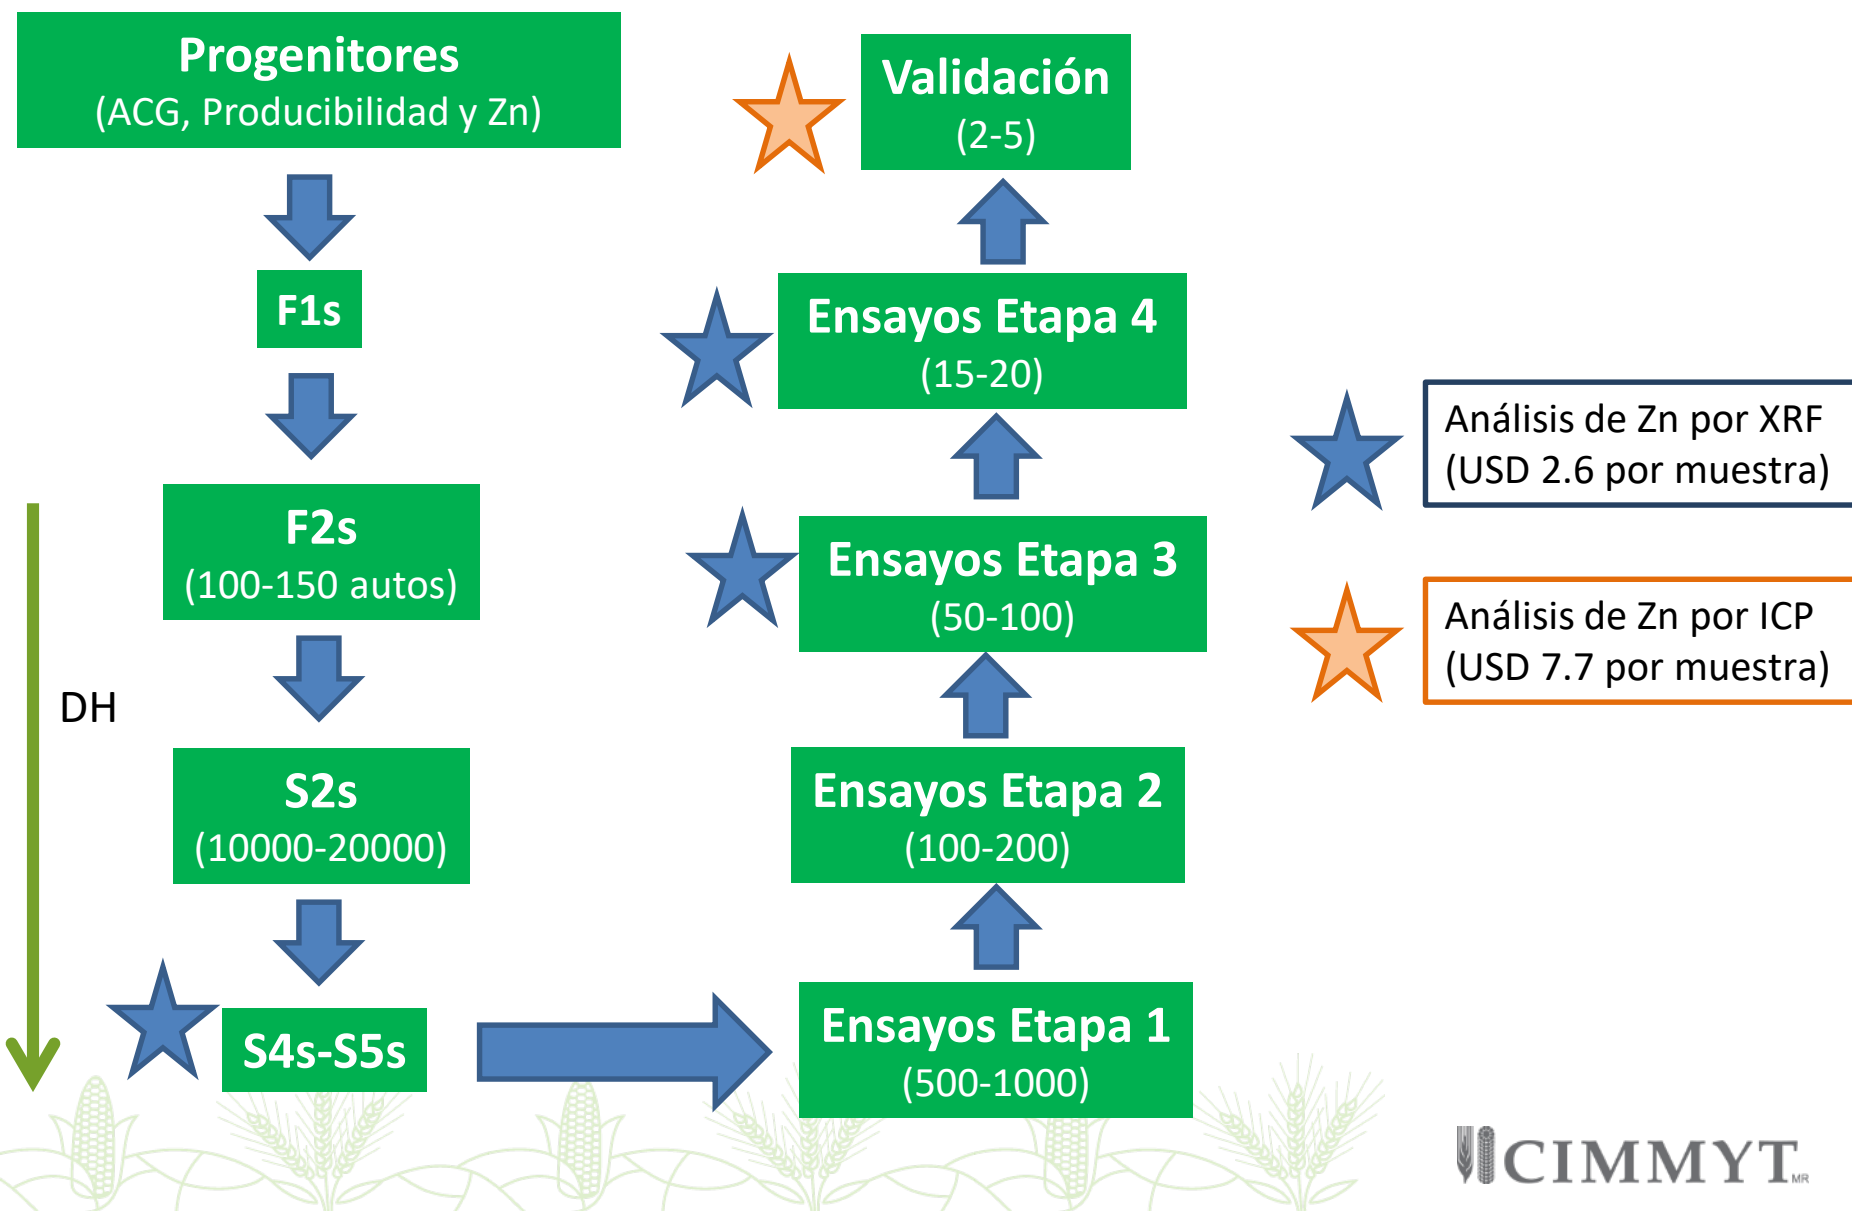 Progenitores
(ACG, Producibilidad y Zn)
F1s
F2s
(100-150 autos)
DH
S2s
(10000-20000)
S4s-S5s
Validación
(2-5)
Ensayos Etapa 4
(15-20)
Ensayos Etapa 3
(50-100)
Ensayos Etapa 2
(100-200)
Ensayos Etapa 1
(500-1000)
Análisis de Zn por XRF
(USD 2.6 por muestra)
Análisis de Zn por ICP
(USD 7.7 por muestra)
CIMMYT MR